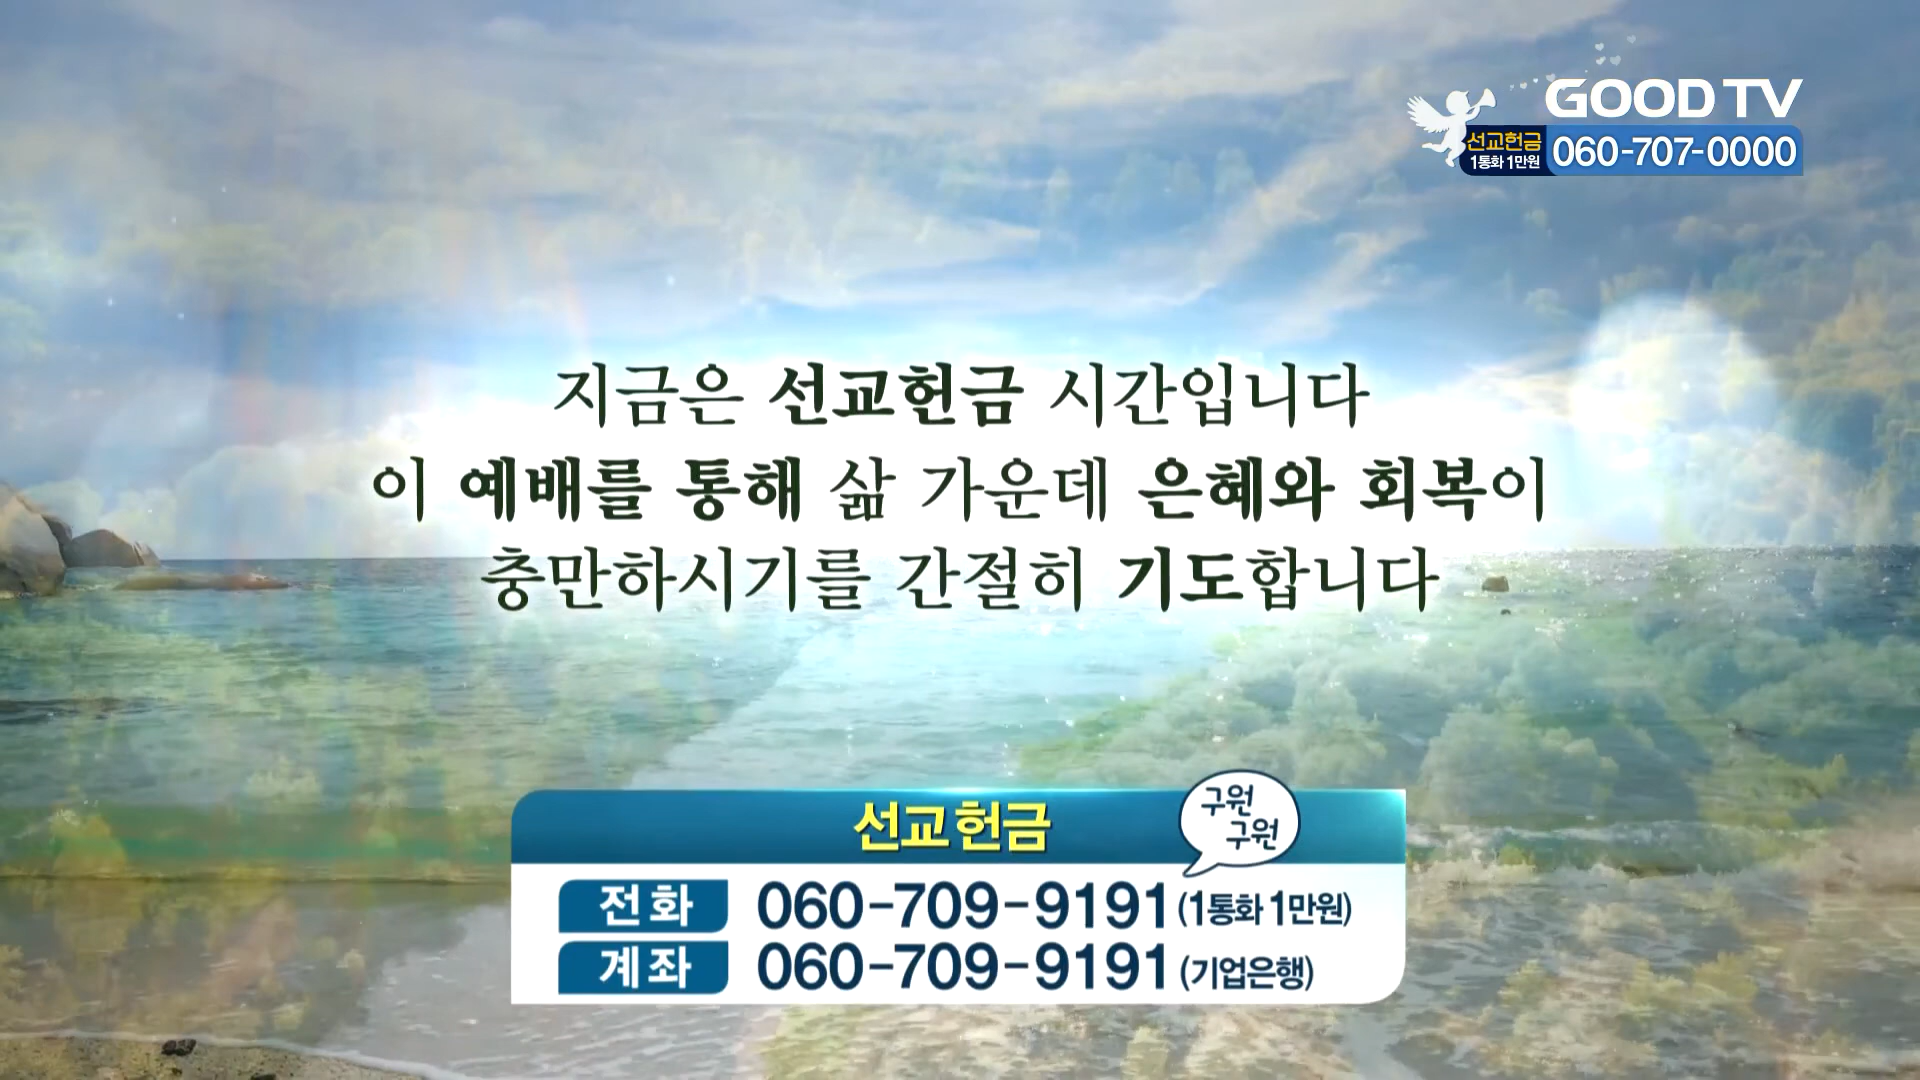 GOOD TV
선교헌금
1통화 1만원
060-707-0000
지금은 선교헌금 시간입니다
이 예배를 통해 삶 가운데 은혜와 회복이
충만하시기를 간절히 기도합니다
선교헌금
구원
구원
전화 060-709-9191 (1통화 1만원)
계좌 060-709-9191 (기업은행)